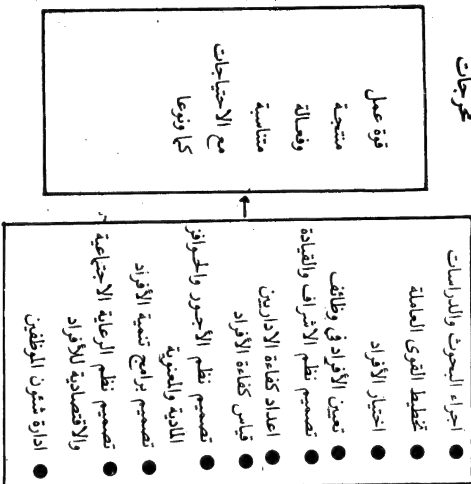 مخرجات
قوة عمل
منتجة
وفعالة
متناسبة
مع الاحتياجات
كما ونوعا
اجراء البحوث والدراسات
تخطيط القوى العاملة
اختيار الأفراد
تعيين الأفراد في وظائف
تصميم نظم الاشراف والقيادة
اعداد كفاءة الاداريين
قياس كفاءة الأفراد
تصميم نظم الأجور والحوافز
المادية والمعنوية
تصميم برامج تنمية الأفراد
تصميم نظم الرعاية الاجتماعية
والاقتصادية للأفراد
ادارة شئون الموظفين